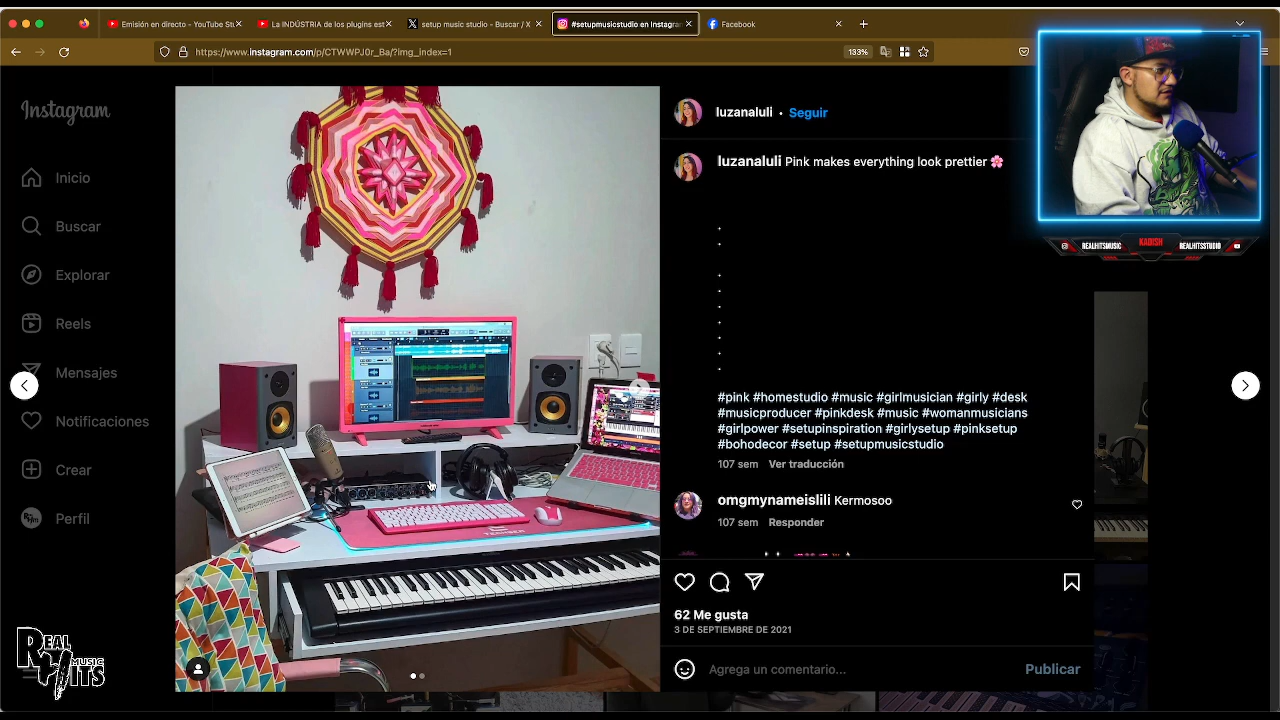 Emisión en directo - YouTube Stu
La INDÚSTRIA de los plugins est
setup music studio - Buscar / X
#setupmusicstudio en Instagram
Facebook
https://www.instagram.com/p/CTWWPJ0r_Ba/?img_index=1
133%
Instagram
Inicio
Buscar
Explorar
Reels
Mensajes
Notificaciones
Crear
Perfil
REAL HITS MUSIC
luzanaluli • Seguir
luzanaluli Pink makes everything look prettier 🌸
.
.
.
.
.
.
.
.
.
#pink #homestudio #music #girlmusician #girly #desk
#musicproducer #pinkdesk #music #womanmusicians
#girlpower #setupinspiration #girlysetup #pinksetup
#bohodecor #setup #setupmusicstudio
107 sem Ver traducción
omgmynameislili Kermosoo
107 sem Responder
62 Me gusta
3 DE SEPTIEMBRE DE 2021
Agrega un comentario...
Publicar
REALHITSMUSIC
KADISH
REALHITSSTUDIO